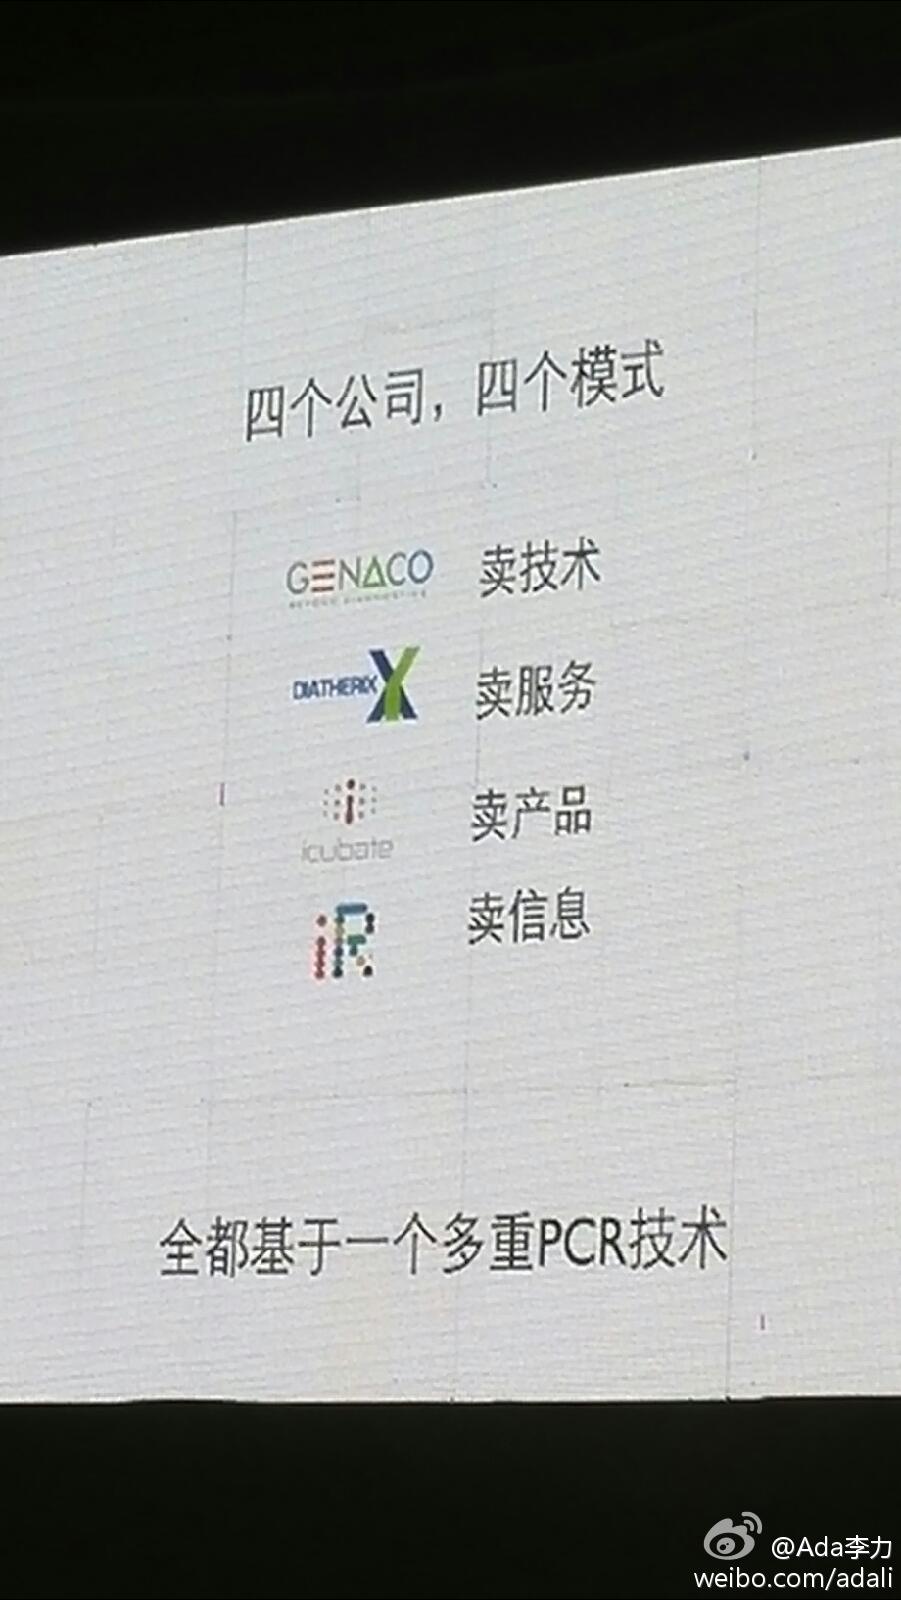 四个公司，四个模式
GENACO 卖技术
BEYOND DIAGNOSTICS
DIATHERIX 卖服务
icubate 卖产品
iR 卖信息
全都基于一个多重PCR技术
@Ada李力
weibo.com/adali